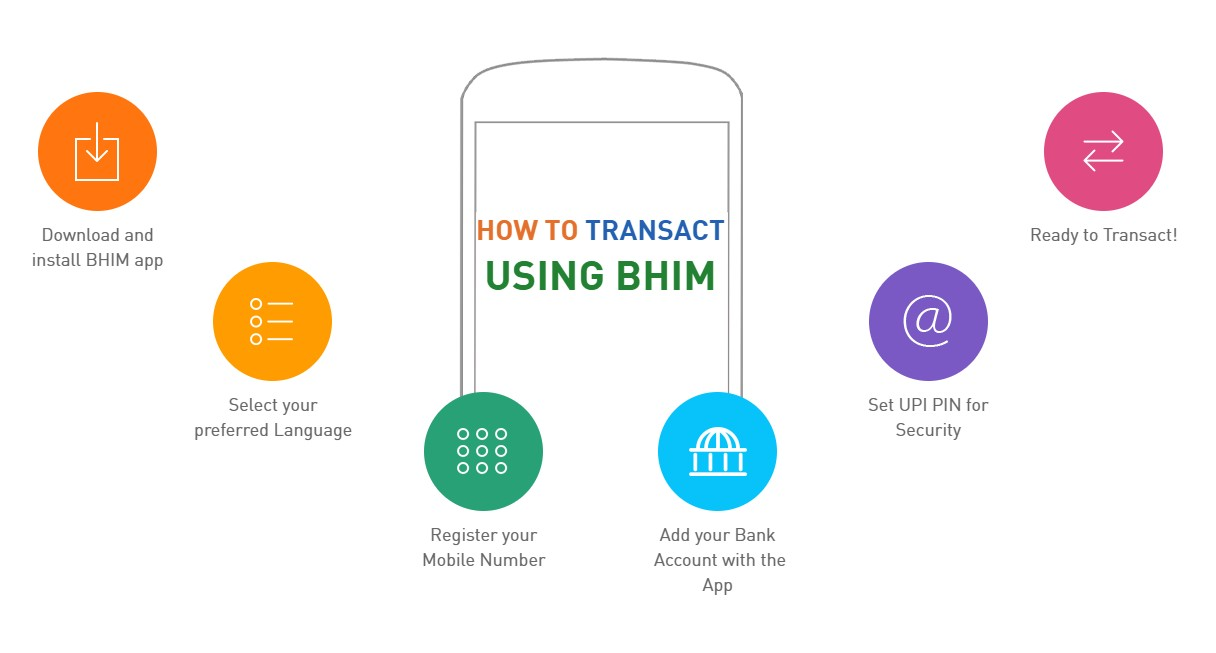 HOW TO TRANSACT
USING BHIM
Download and
install BHIM app
Select your
preferred Language
Register your
Mobile Number
Add your Bank
Account with the
App
Set UPI PIN for
Security
Ready to Transact!